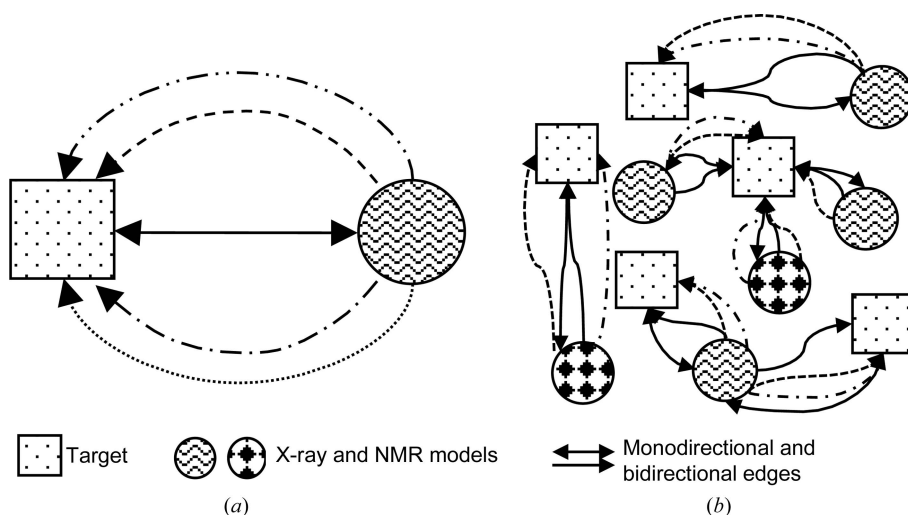 Target
X-ray and NMR models
Monodirectional and
bidirectional edges
(a)
(b)